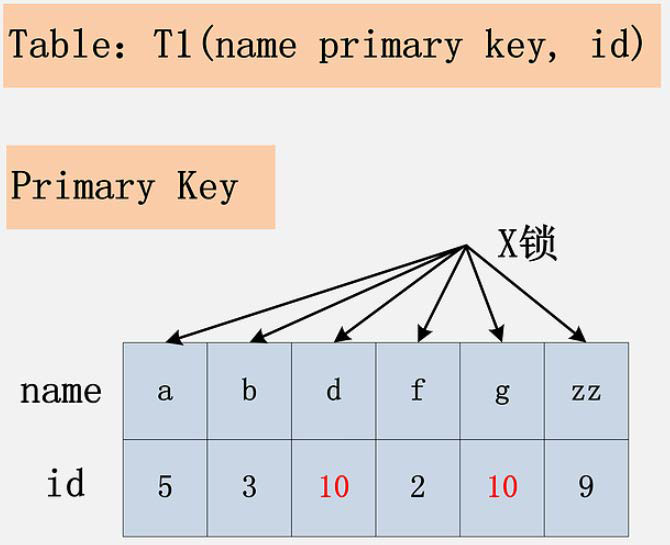 Table：T1(name primary key, id)
Primary Key
X锁
name a b d f g zz
id 5 3 10 2 10 9